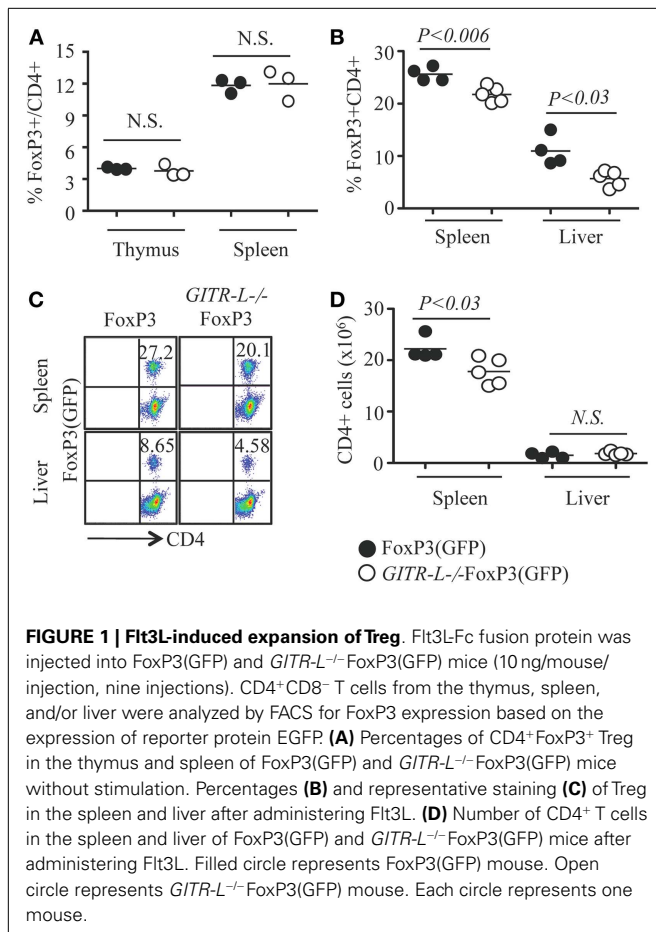 A
B
15
12
9
6
3
0
% FoxP3+/CD4+
N.S.
N.S.
Thymus
Spleen
30
20
10
0
% FoxP3+CD4+
P<0.006
P<0.03
Spleen
Liver
C
GITR-L-/-
FoxP3
FoxP3
Spleen
Liver
FoxP3(GFP)
27.2
20.1
8.65
4.58
CD4
D
30
20
10
0
CD4+ cells (x10⁶)
P<0.03
N.S.
Spleen
Liver
FoxP3(GFP)
GITR-L-/-FoxP3(GFP)
FIGURE 1 | Flt3L-induced expansion of Treg. Flt3L-Fc fusion protein was
injected into FoxP3(GFP) and GITR-L⁻/⁻FoxP3(GFP) mice (10 ng/mouse/
injection, nine injections). CD4⁺CD8⁻ T cells from the thymus, spleen,
and/or liver were analyzed by FACS for FoxP3 expression based on the
expression of reporter protein EGFP. (A) Percentages of CD4⁺FoxP3⁺ Treg
in the thymus and spleen of FoxP3(GFP) and GITR-L⁻/⁻FoxP3(GFP) mice
without stimulation. Percentages (B) and representative staining (C) of Treg
in the spleen and liver after administering Flt3L. (D) Number of CD4⁺ T cells
in the spleen and liver of FoxP3(GFP) and GITR-L⁻/⁻FoxP3(GFP) mice after
administering Flt3L. Filled circle represents FoxP3(GFP) mouse. Open
circle represents GITR-L⁻/⁻FoxP3(GFP) mouse. Each circle represents one
mouse.